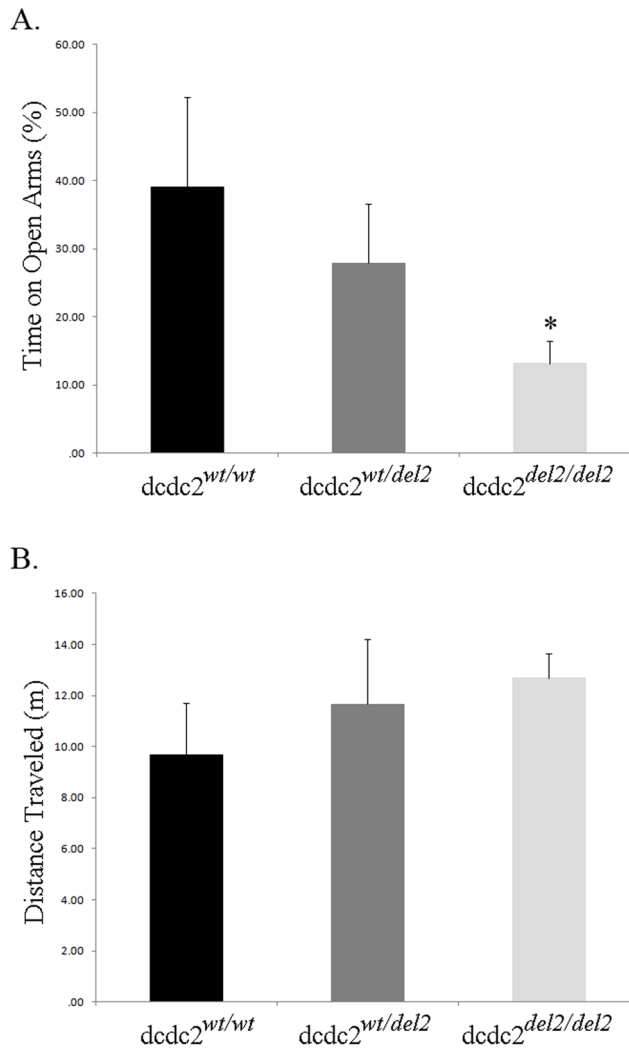 A.
Time on Open Arms (%)
60.00
50.00
40.00
30.00
20.00
10.00
.00
*
dcdc2wt/wt
dcdc2wt/del2
dcdc2del2/del2
B.
Distance Traveled (m)
16.00
14.00
12.00
10.00
8.00
6.00
4.00
2.00
.00
dcdc2wt/wt
dcdc2wt/del2
dcdc2del2/del2